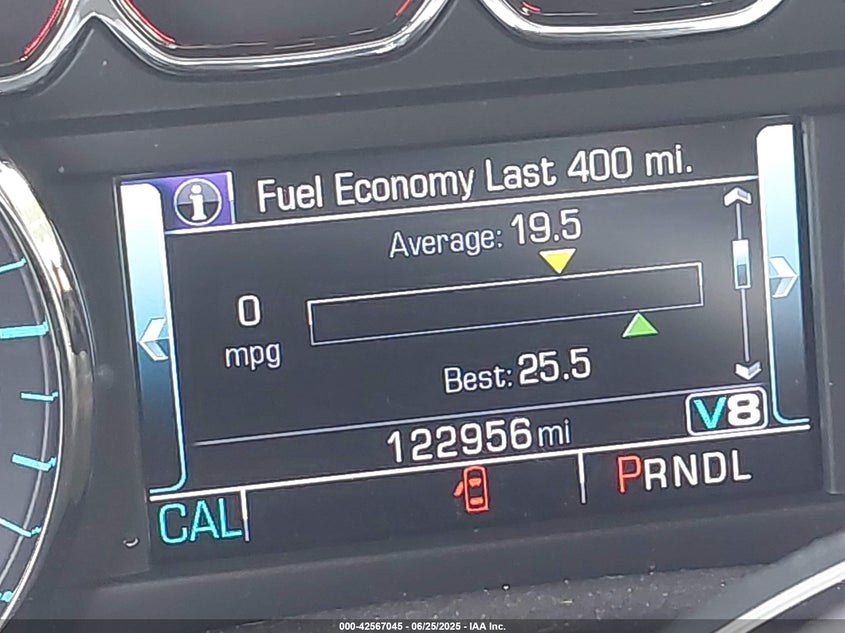 i Fuel Economy Last 400 mi.
Average: 19.5
0
mpg
Best: 25.5
V8
122956 mi
CAL PRNDL
000-42567045 - 06/25/2025 - IAA Inc.